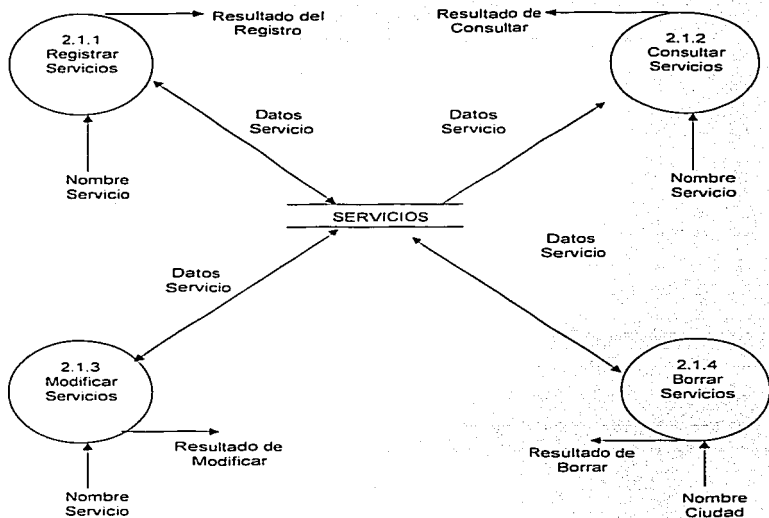 2.1.1
Registrar
Servicios
Resultado del
Registro
Resultado de
Consultar
2.1.2
Consultar
Servicios
Datos
Servicio
Datos
Servicio
Nombre
Servicio
Nombre
Servicio
SERVICIOS
Datos
Servicio
Datos
Servicio
2.1.3
Modificar
Servicios
2.1.4
Borrar
Servicios
Resultado de
Modificar
Resultado de
Borrar
Nombre
Servicio
Nombre
Ciudad